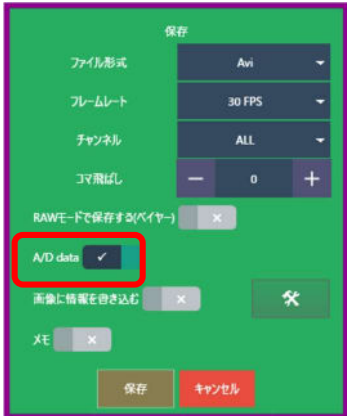 保存
ファイル形式 Avi
フレームレート 30 FPS
チャンネル ALL
コマ飛ばし − 0 +
RAWモードで保存する(ベイヤー)
A/D data
画像に情報を書き込む
メモ
保存 キャンセル